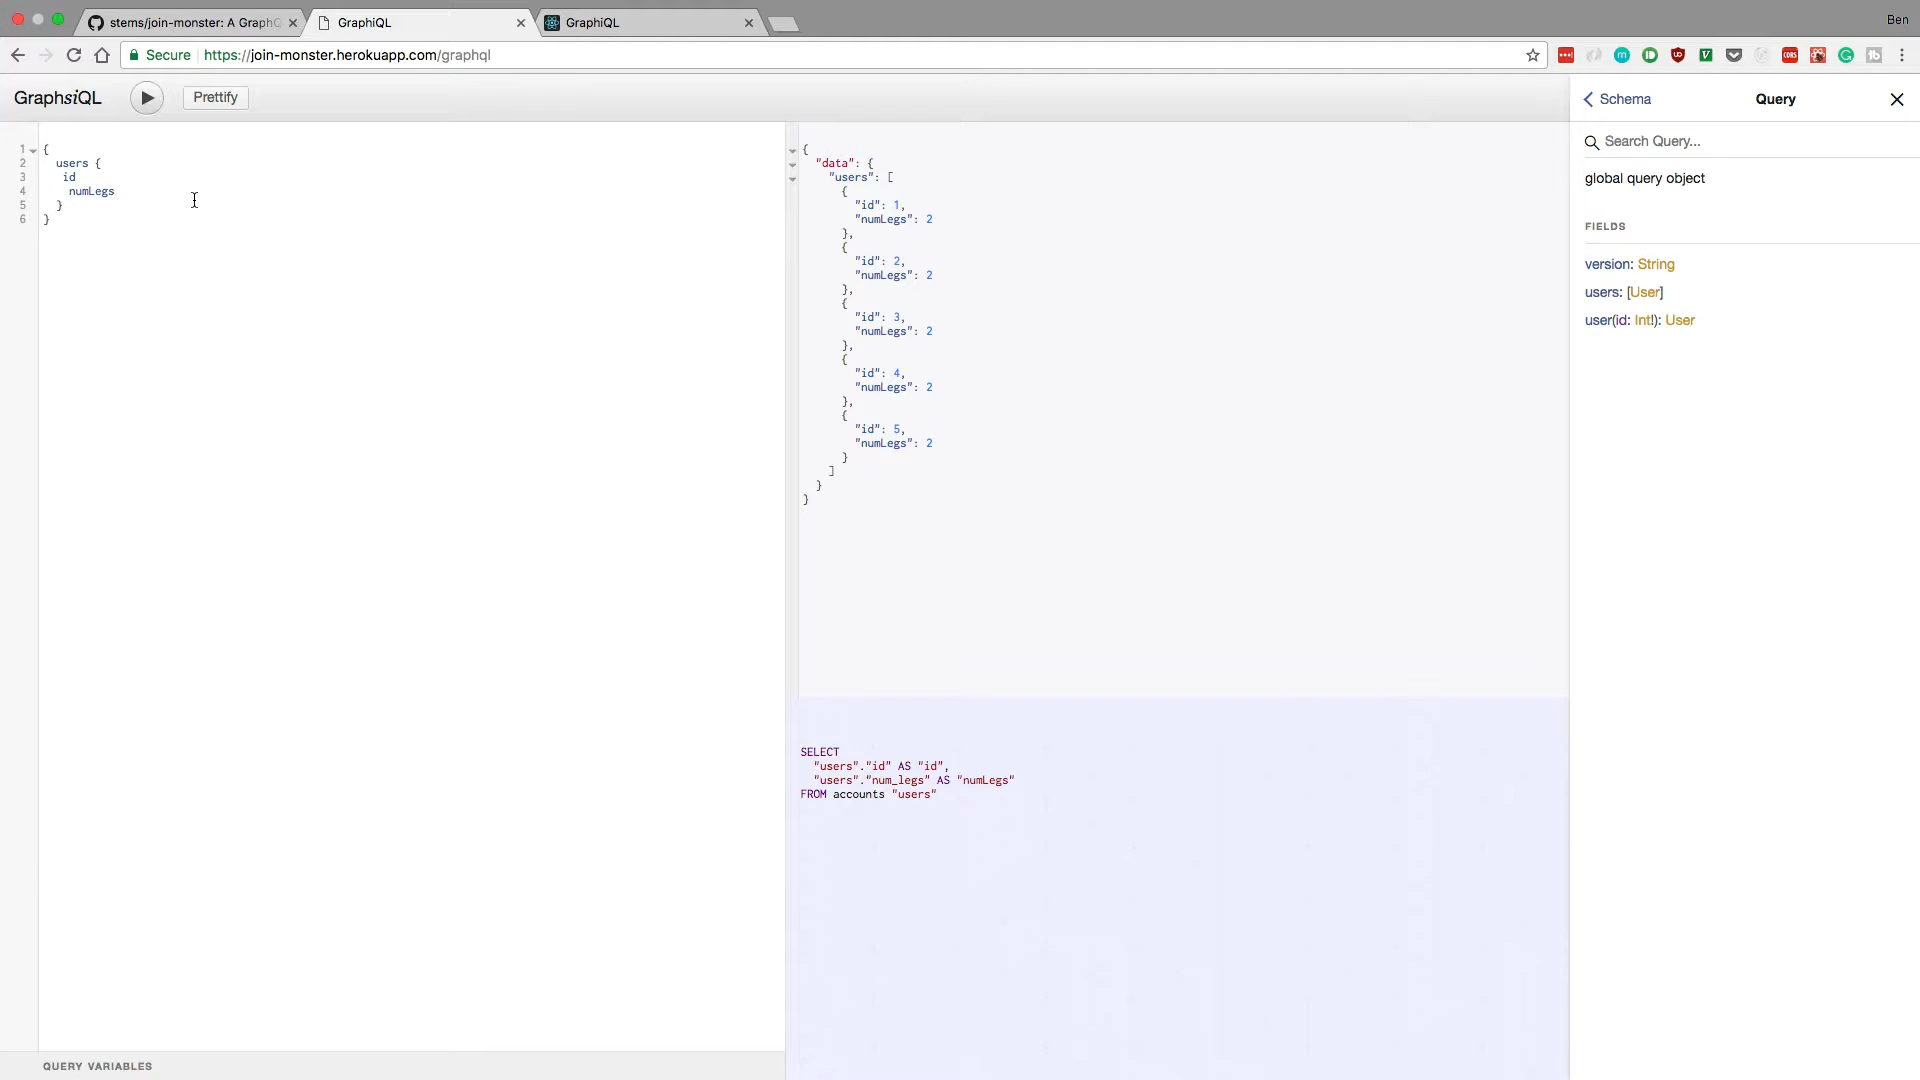 stems/join-monster: A GraphQ
GraphiQL
GraphiQL
Ben
Secure https://join-monster.herokuapp.com/graphql
GraphsiQL
Prettify
Schema
Query
Search Query...
global query object
FIELDS
version: String
users: [User]
user(id: Int!): User
1 {
2 users {
3 id
4 numLegs
5 }
6 }
{
"data": {
"users": [
{
"id": 1,
"numLegs": 2
},
{
"id": 2,
"numLegs": 2
},
{
"id": 3,
"numLegs": 2
},
{
"id": 4,
"numLegs": 2
},
{
"id": 5,
"numLegs": 2
}
]
}
}
SELECT
"users"."id" AS "id",
"users"."num_legs" AS "numLegs"
FROM accounts "users"
QUERY VARIABLES